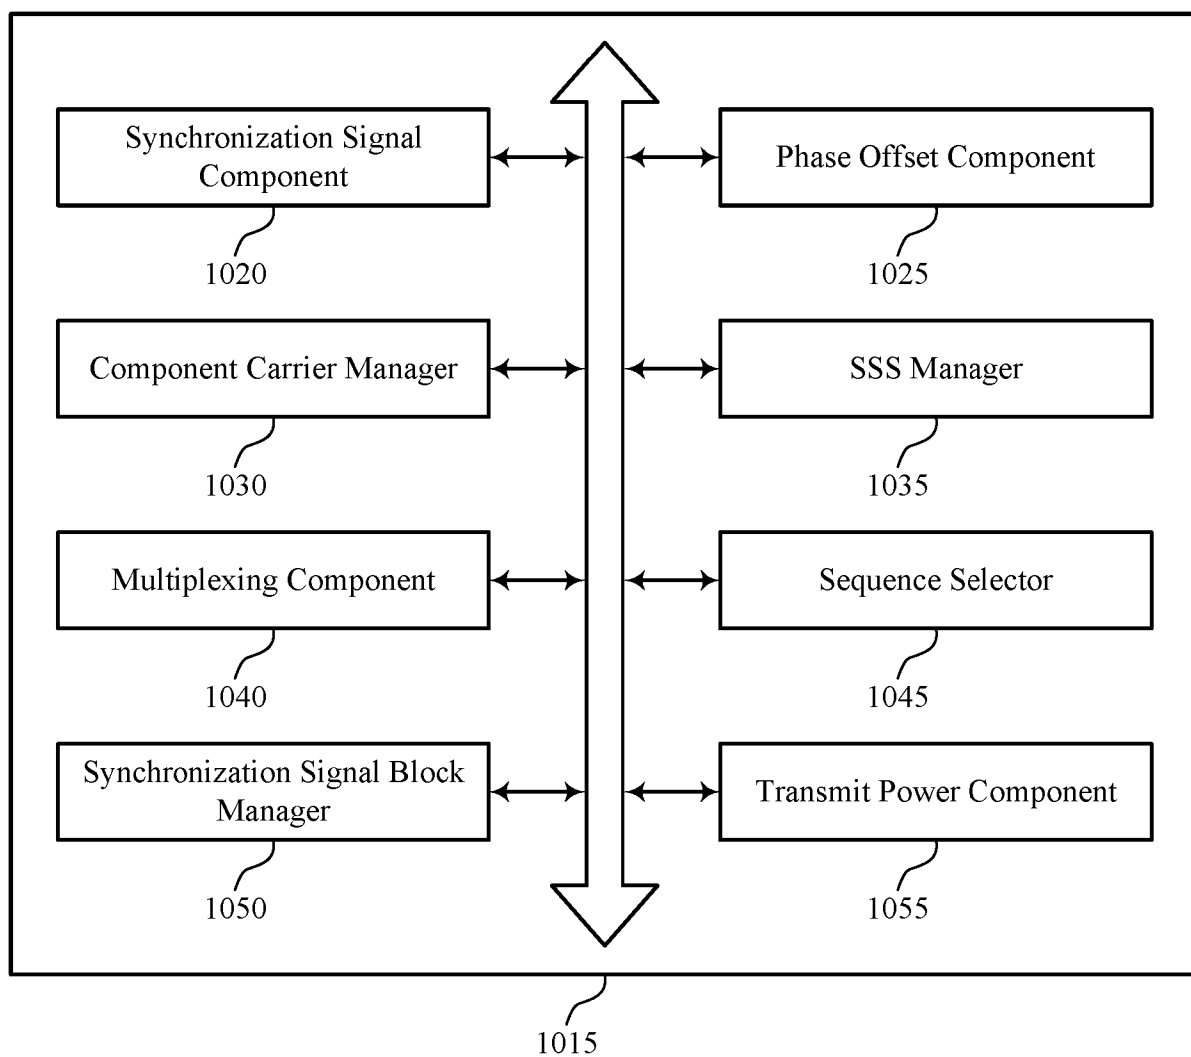 Synchronization Signal
Component
1020
Phase Offset Component
1025
Component Carrier Manager
1030
SSS Manager
1035
Multiplexing Component
1040
Sequence Selector
1045
Synchronization Signal Block
Manager
1050
Transmit Power Component
1055
1015